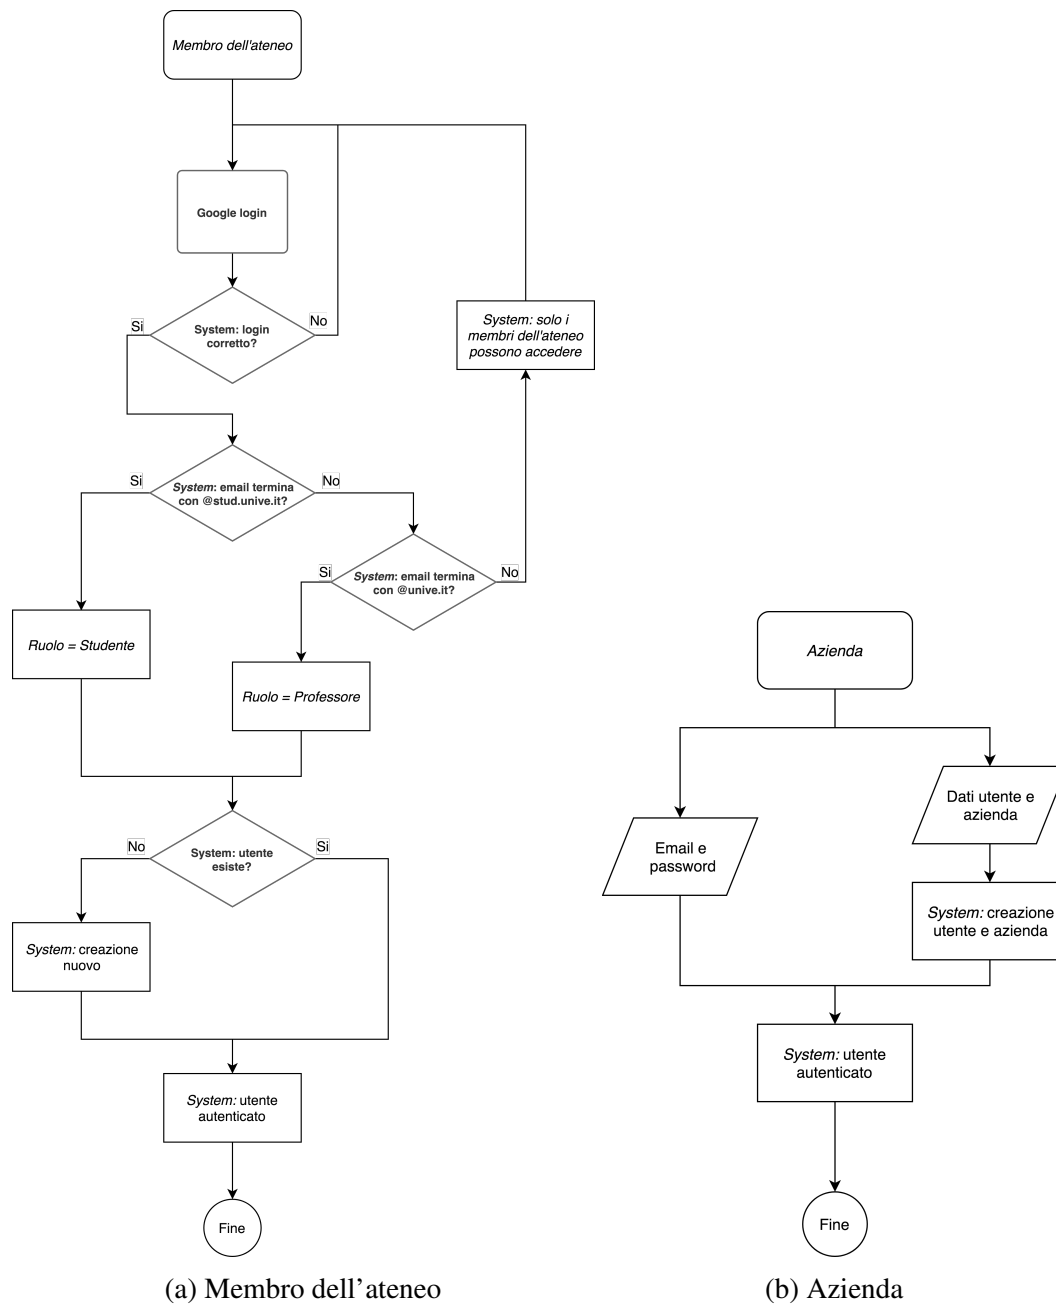 Membro dell'ateneo
Google login
System: login
corretto?
Si
No
System: solo i
membri dell'ateneo
possono accedere
System: email termina
con @stud.unive.it?
Si
No
System: email termina
con @unive.it?
Si
No
Ruolo = Studente
Ruolo = Professore
System: utente
esiste?
No
Si
System: creazione
nuovo
System: utente
autenticato
Fine
(a) Membro dell'ateneo
Azienda
Email e
password
Dati utente e
azienda
System: creazione
utente e azienda
System: utente
autenticato
Fine
(b) Azienda